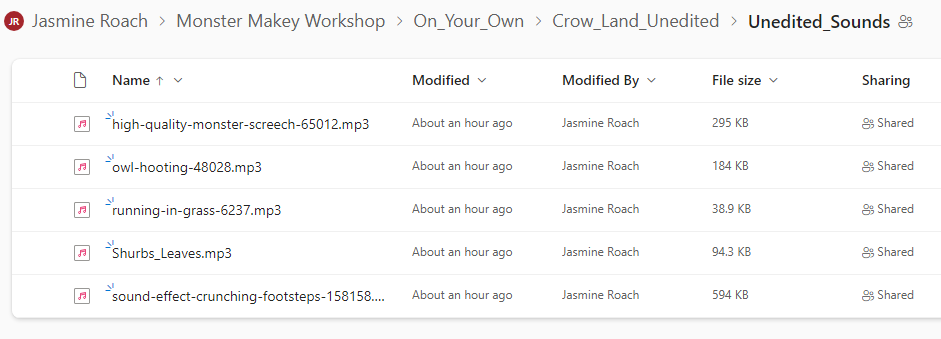 JR Jasmine Roach > Monster Makey Workshop > On_Your_Own > Crow_Land_Unedited > Unedited_Sounds
Name Modified Modified By File size Sharing
high-quality-monster-screech-65012.mp3 About an hour ago Jasmine Roach 295 KB Shared
owl-hooting-48028.mp3 About an hour ago Jasmine Roach 184 KB Shared
running-in-grass-6237.mp3 About an hour ago Jasmine Roach 38.9 KB Shared
Shurbs_Leaves.mp3 About an hour ago Jasmine Roach 94.3 KB Shared
sound-effect-crunching-footsteps-158158.... About an hour ago Jasmine Roach 594 KB Shared